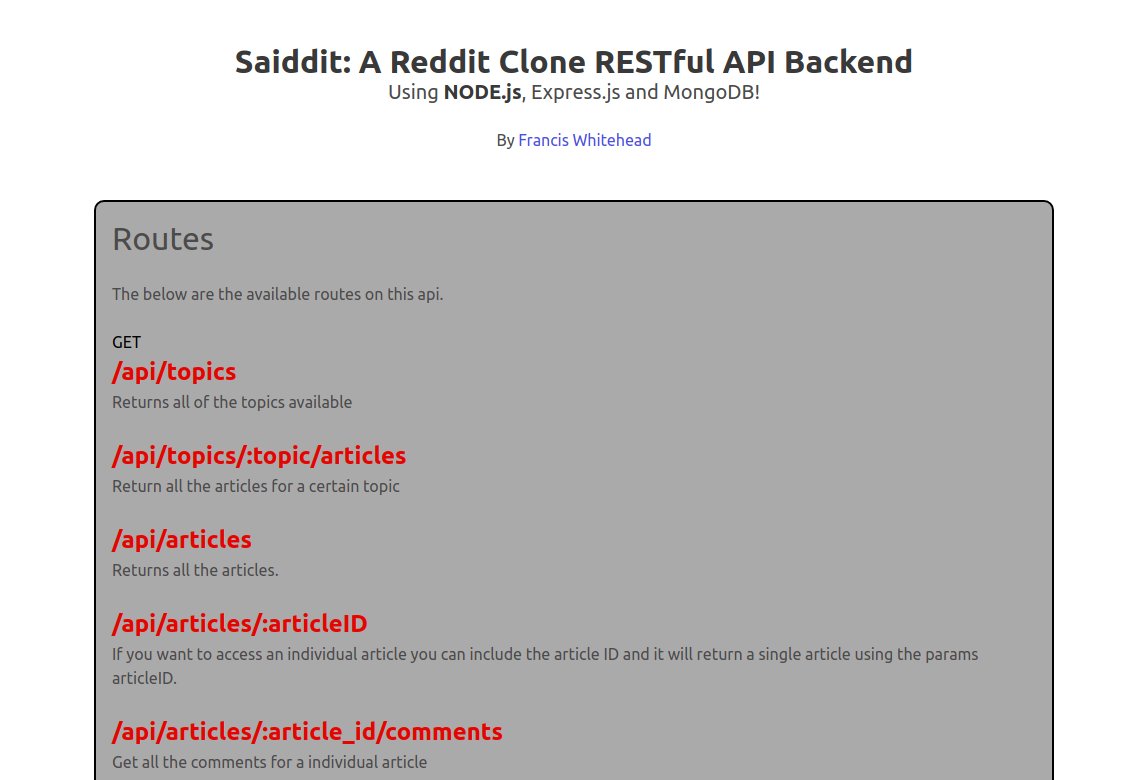 Saiddit: A Reddit Clone RESTful API Backend
Using NODE.js, Express.js and MongoDB!
By Francis Whitehead
Routes
The below are the available routes on this api.
GET
/api/topics
Returns all of the topics available
/api/topics/:topic/articles
Return all the articles for a certain topic
/api/articles
Returns all the articles.
/api/articles/:articleID
If you want to access an individual article you can include the article ID and it will return a single article using the params
articleID.
/api/articles/:article_id/comments
Get all the comments for a individual article